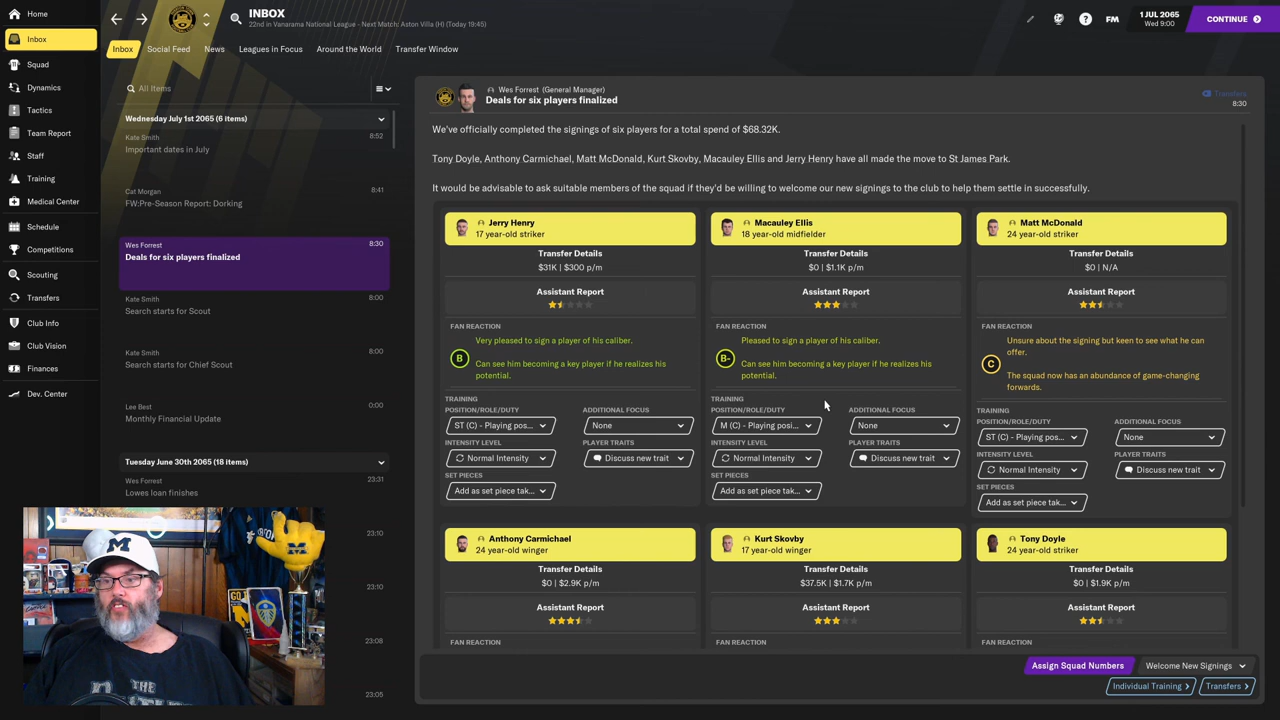 Home
Inbox
Squad
Dynamics
Tactics
Team Report
Staff
Training
Medical Center
Schedule
Competitions
Scouting
Transfers
Club Info
Club Vision
Finances
Dev. Center
INBOX
22nd in Vanarama National League - Next Match: Aston Villa (H) (Today 19:45)
FM
1 JUL 2065
Wed 9:00
CONTINUE
Inbox
Social Feed
News
Leagues in Focus
Around the World
Transfer Window
All Items
Wednesday July 1st 2065 (6 items)
Kate Smith
8:52
Important dates in July
Cat Morgan
8:41
FW:Pre-Season Report: Dorking
Wes Forrest
8:30
Deals for six players finalized
Kate Smith
8:00
Search starts for Scout
Kate Smith
8:00
Search starts for Chief Scout
Lee Best
0:00
Monthly Financial Update
Tuesday June 30th 2065 (18 items)
Wes Forrest
23:31
Lowes loan finishes
23:10
23:10
23:08
23:05
Wes Forrest (General Manager)
Deals for six players finalized
Transfers
8:30
We've officially completed the signings of six players for a total spend of $68.32K.
Tony Doyle, Anthony Carmichael, Matt McDonald, Kurt Skovby, Macauley Ellis and Jerry Henry have all made the move to St James Park.
It would be advisable to ask suitable members of the squad if they'd be willing to welcome our new signings to the club to help them settle in successfully.
Jerry Henry
17 year-old striker
Transfer Details
$31K | $300 p/m
Assistant Report
FAN REACTION
B
Very pleased to sign a player of his caliber.
Can see him becoming a key player if he realizes his
potential.
TRAINING
POSITION/ROLE/DUTY
ADDITIONAL FOCUS
ST (C) - Playing pos...
None
INTENSITY LEVEL
PLAYER TRAITS
Normal Intensity
Discuss new trait
SET PIECES
Add as set piece tak...
Macauley Ellis
18 year-old midfielder
Transfer Details
$0 | $1.1K p/m
Assistant Report
FAN REACTION
B-
Pleased to sign a player of his caliber.
Can see him becoming a key player if he realizes his
potential.
TRAINING
POSITION/ROLE/DUTY
ADDITIONAL FOCUS
M (C) - Playing posi...
None
INTENSITY LEVEL
PLAYER TRAITS
Normal Intensity
Discuss new trait
SET PIECES
Add as set piece tak...
Matt McDonald
24 year-old striker
Transfer Details
$0 | N/A
Assistant Report
FAN REACTION
C
Unsure about the signing but keen to see what he can
offer.
The squad now has an abundance of game-changing
forwards.
TRAINING
POSITION/ROLE/DUTY
ADDITIONAL FOCUS
ST (C) - Playing pos...
None
INTENSITY LEVEL
PLAYER TRAITS
Normal Intensity
Discuss new trait
SET PIECES
Add as set piece tak...
Anthony Carmichael
24 year-old winger
Transfer Details
$0 | $2.9K p/m
Assistant Report
FAN REACTION
Kurt Skovby
17 year-old winger
Transfer Details
$37.5K | $1.7K p/m
Assistant Report
FAN REACTION
Tony Doyle
24 year-old striker
Transfer Details
$0 | $1.9K p/m
Assistant Report
FAN REACTION
Assign Squad Numbers
Welcome New Signings
Individual Training
Transfers
M
THE